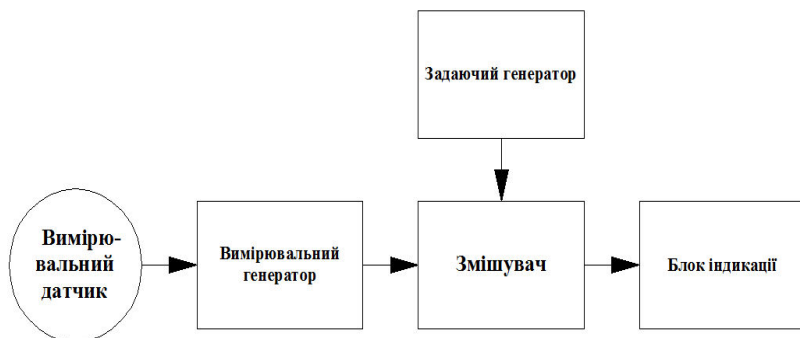 Задаючий генератор
Вимірю-
вальний
датчик
Вимірювальний
генератор
Змішувач
Блок індикації